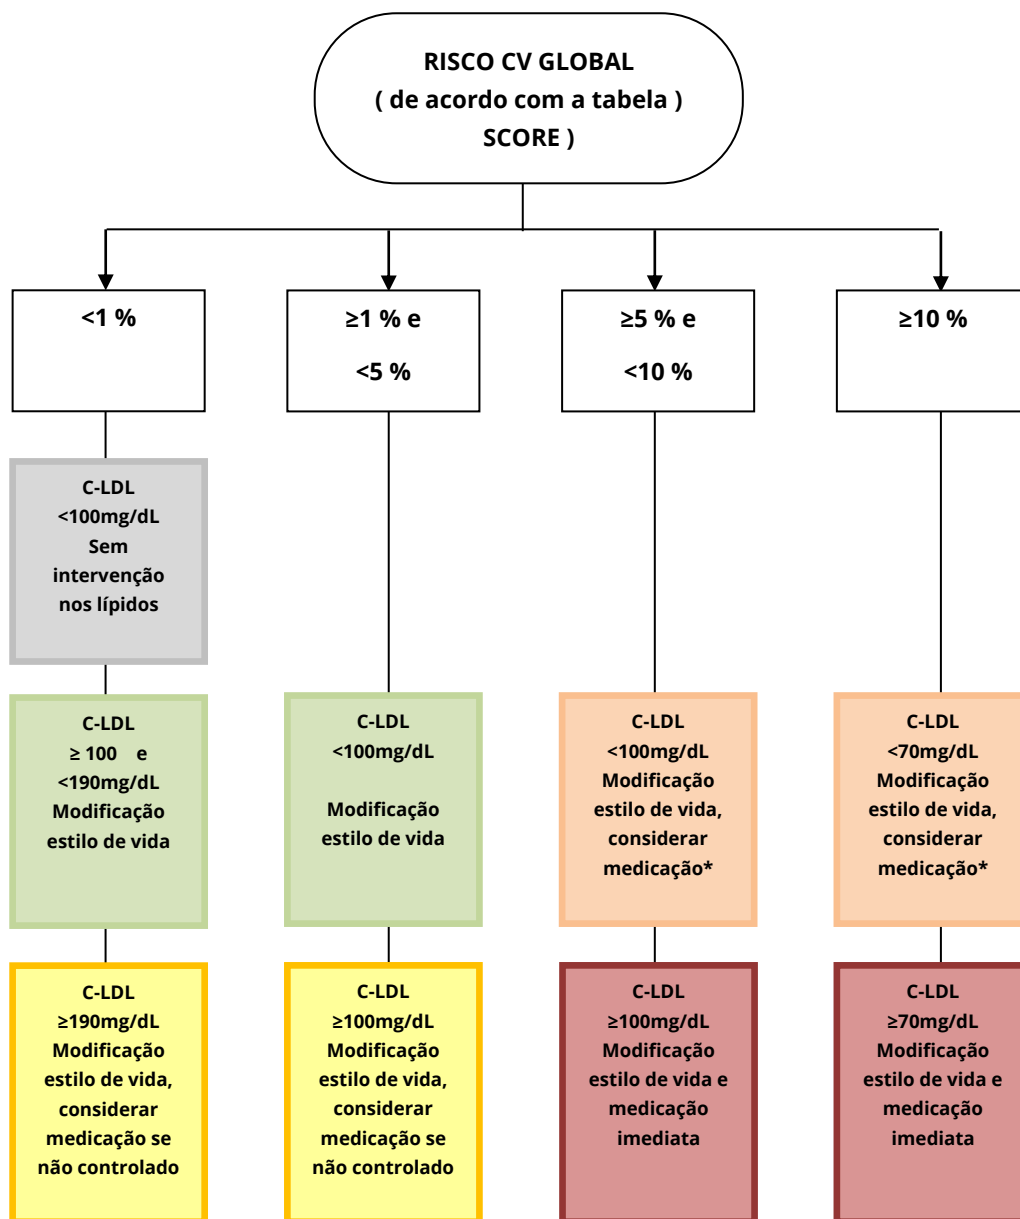 RISCO CV GLOBAL
( de acordo com a tabela )
SCORE )
<1 %
≥1 % e
<5 %
≥5 % e
<10 %
≥10 %
C-LDL
<100mg/dL
Sem
intervenção
nos lípidos
C-LDL
≥ 100 e
<190mg/dL
Modificação
estilo de vida
C-LDL
<100mg/dL
Modificação
estilo de vida
C-LDL
<100mg/dL
Modificação
estilo de vida,
considerar
medicação*
C-LDL
<70mg/dL
Modificação
estilo de vida,
considerar
medicação*
C-LDL
≥190mg/dL
Modificação
estilo de vida,
considerar
medicação se
não controlado
C-LDL
≥100mg/dL
Modificação
estilo de vida,
considerar
medicação se
não controlado
C-LDL
≥100mg/dL
Modificação
estilo de vida e
medicação
imediata
C-LDL
≥70mg/dL
Modificação
estilo de vida e
medicação
imediata